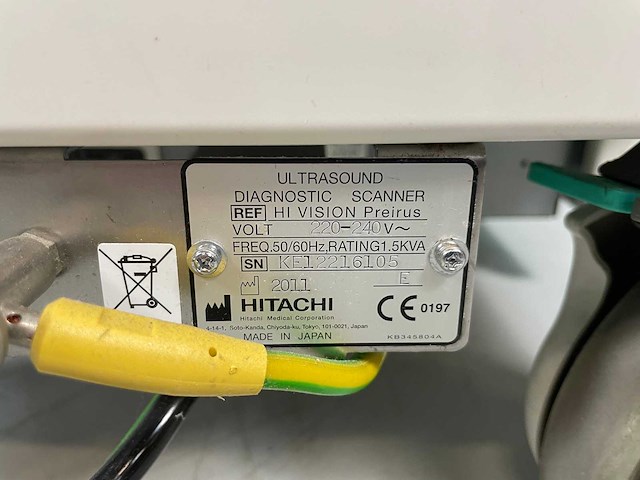 ULTRASOUND
DIAGNOSTIC SCANNER
REF HI VISION Preirus
VOLT 220-240 V~
FREQ.50/60Hz,RATING1.5KVA
SN KE12216105
2011 E
HITACHI CE 0197
Hitachi Medical Corporation
4-14-1, Soto-Kanda, Chiyoda-ku, Tokyo, 101-0021, Japan
MADE IN JAPAN KB345804A